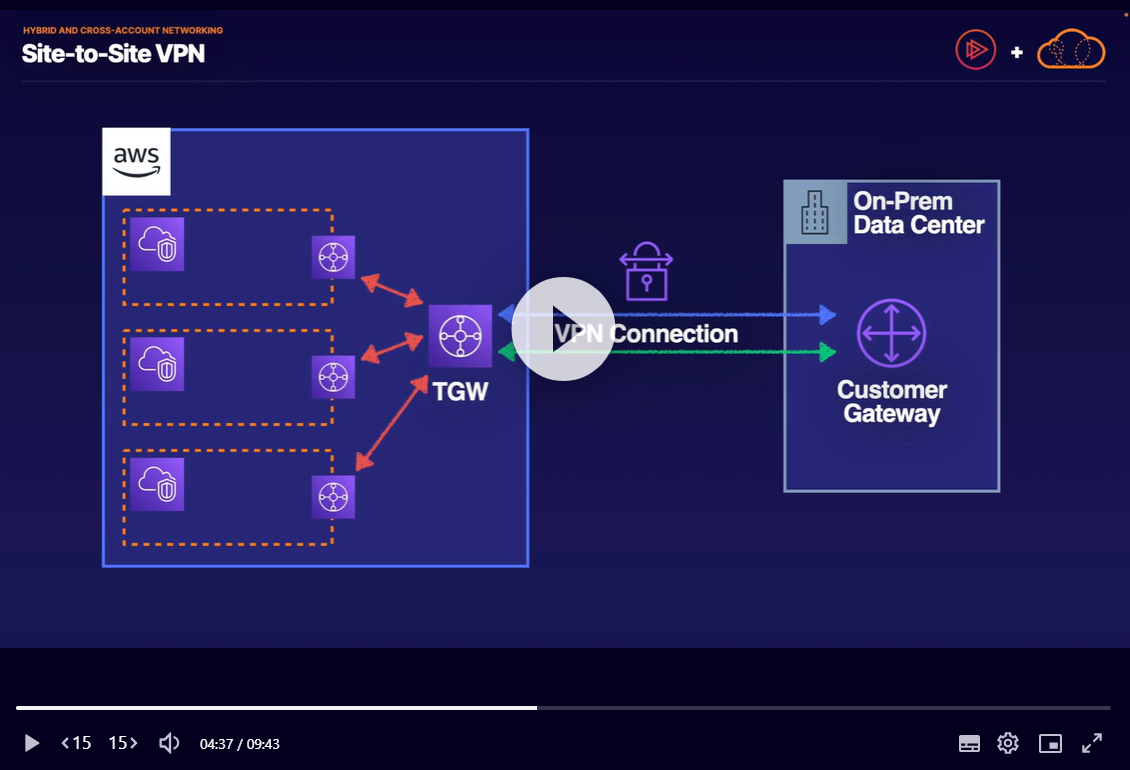 HYBRID AND CROSS-ACCOUNT NETWORKING
Site-to-Site VPN
aws
On-Prem
Data Center
VPN Connection
TGW
Customer
Gateway
15 15
04:37 / 09:43